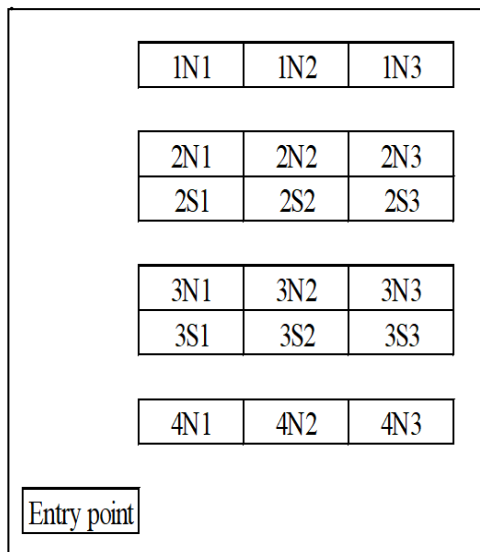 1N1 1N2 1N3
2N1 2N2 2N3
2S1 2S2 2S3
3N1 3N2 3N3
3S1 3S2 3S3
4N1 4N2 4N3
Entry point